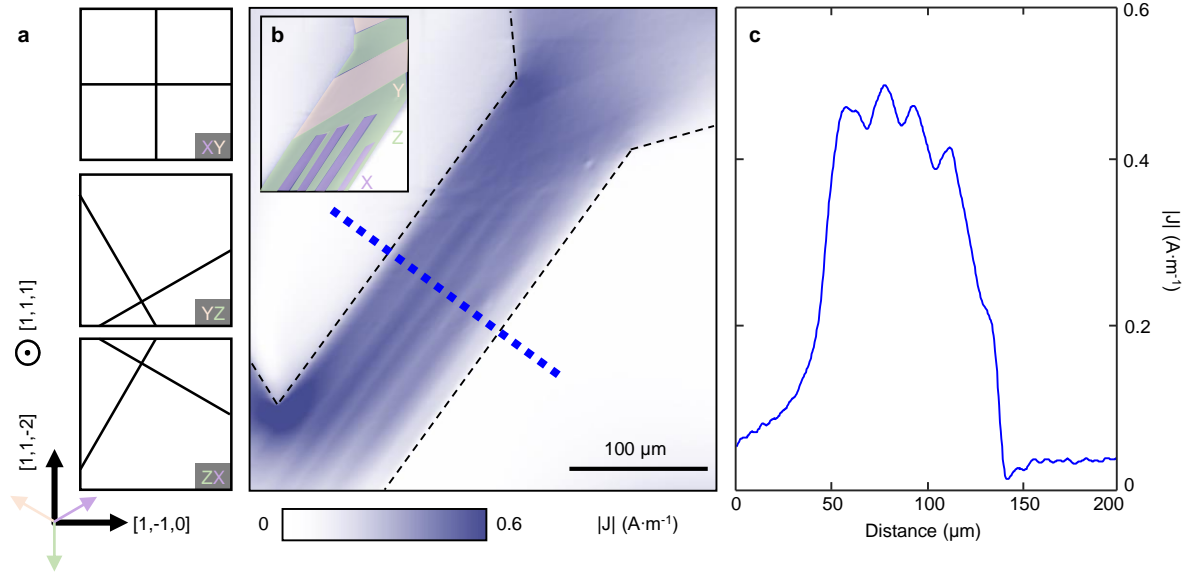 a
XY
YZ
ZX
[1,1,1]
[1,1,-2]
[1,-1,0]
b
Y
Z
X
100 µm
0
0.6
|J| (A·m⁻¹)
c
0.6
0.4
0.2
0
|J| (A·m⁻¹)
0
50
100
150
200
Distance (µm)